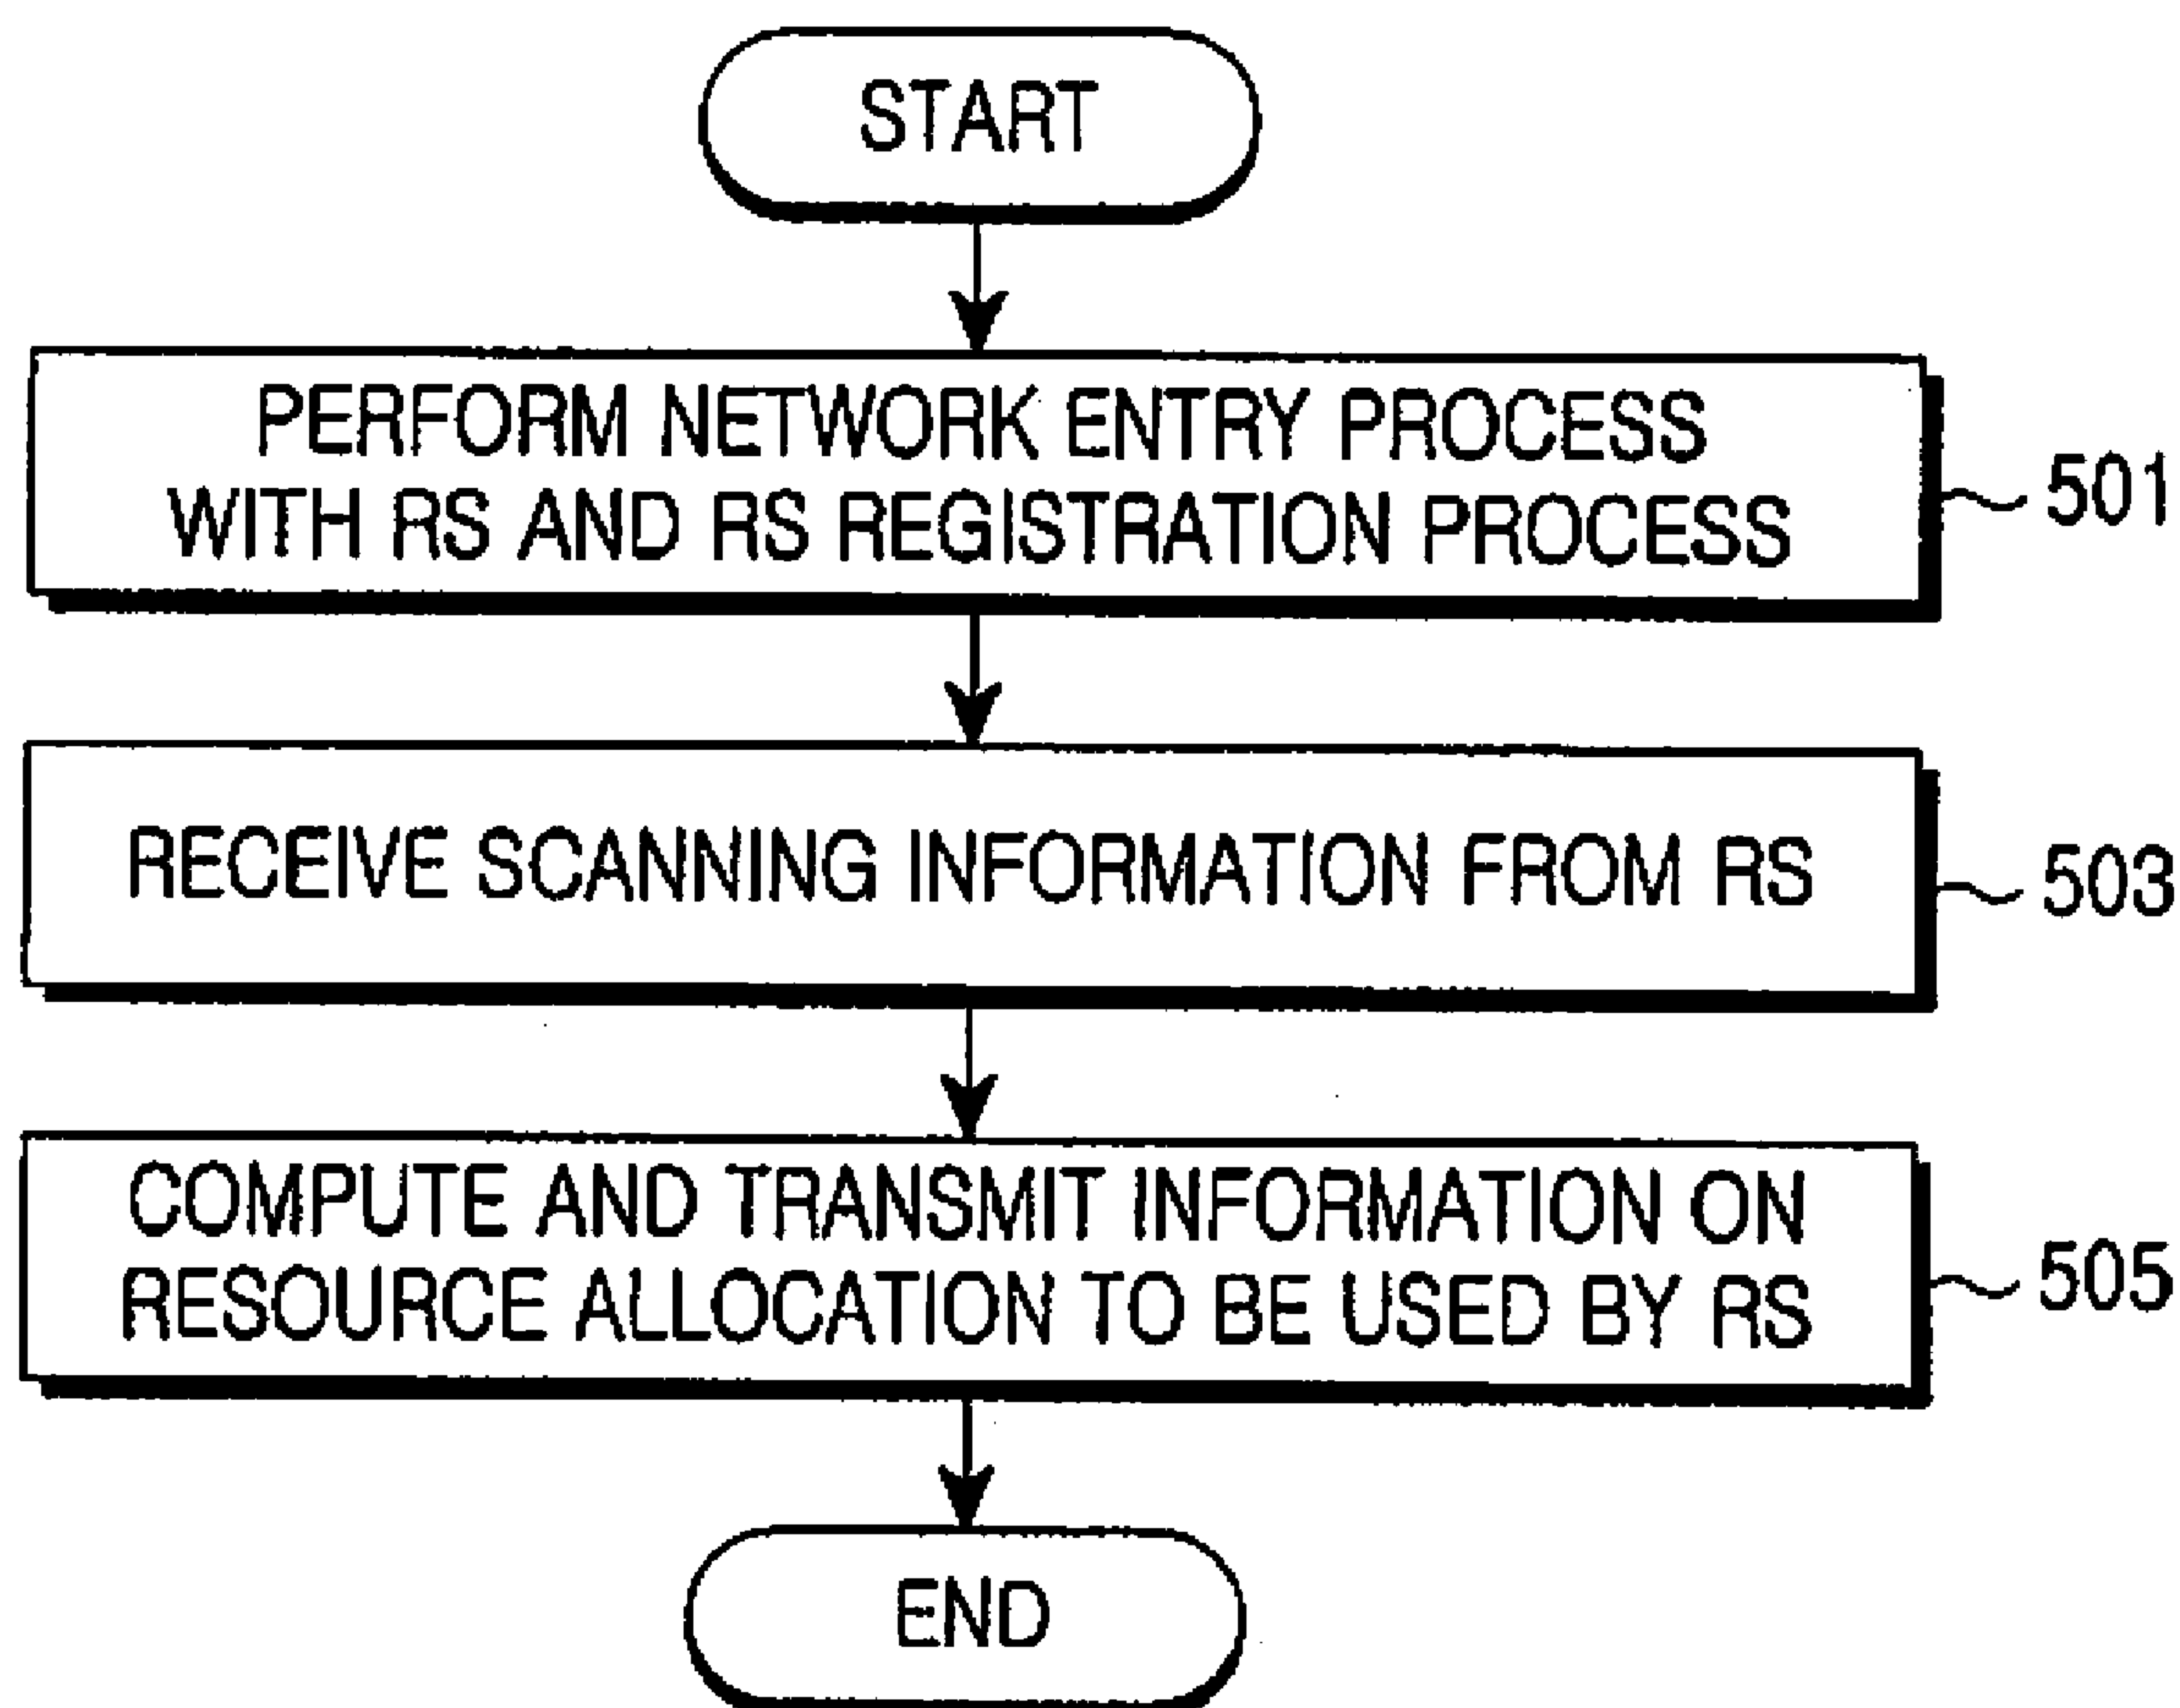 START
PERFORM NETWORK ENTRY PROCESS
WITH RS AND RS REGISTRATION PROCESS
501
RECEIVE SCANNING INFORMATION FROM RS
503
COMPUTE AND TRANSMIT INFORMATION ON
RESOURCE ALLOCATION TO BE USED BY RS
505
END